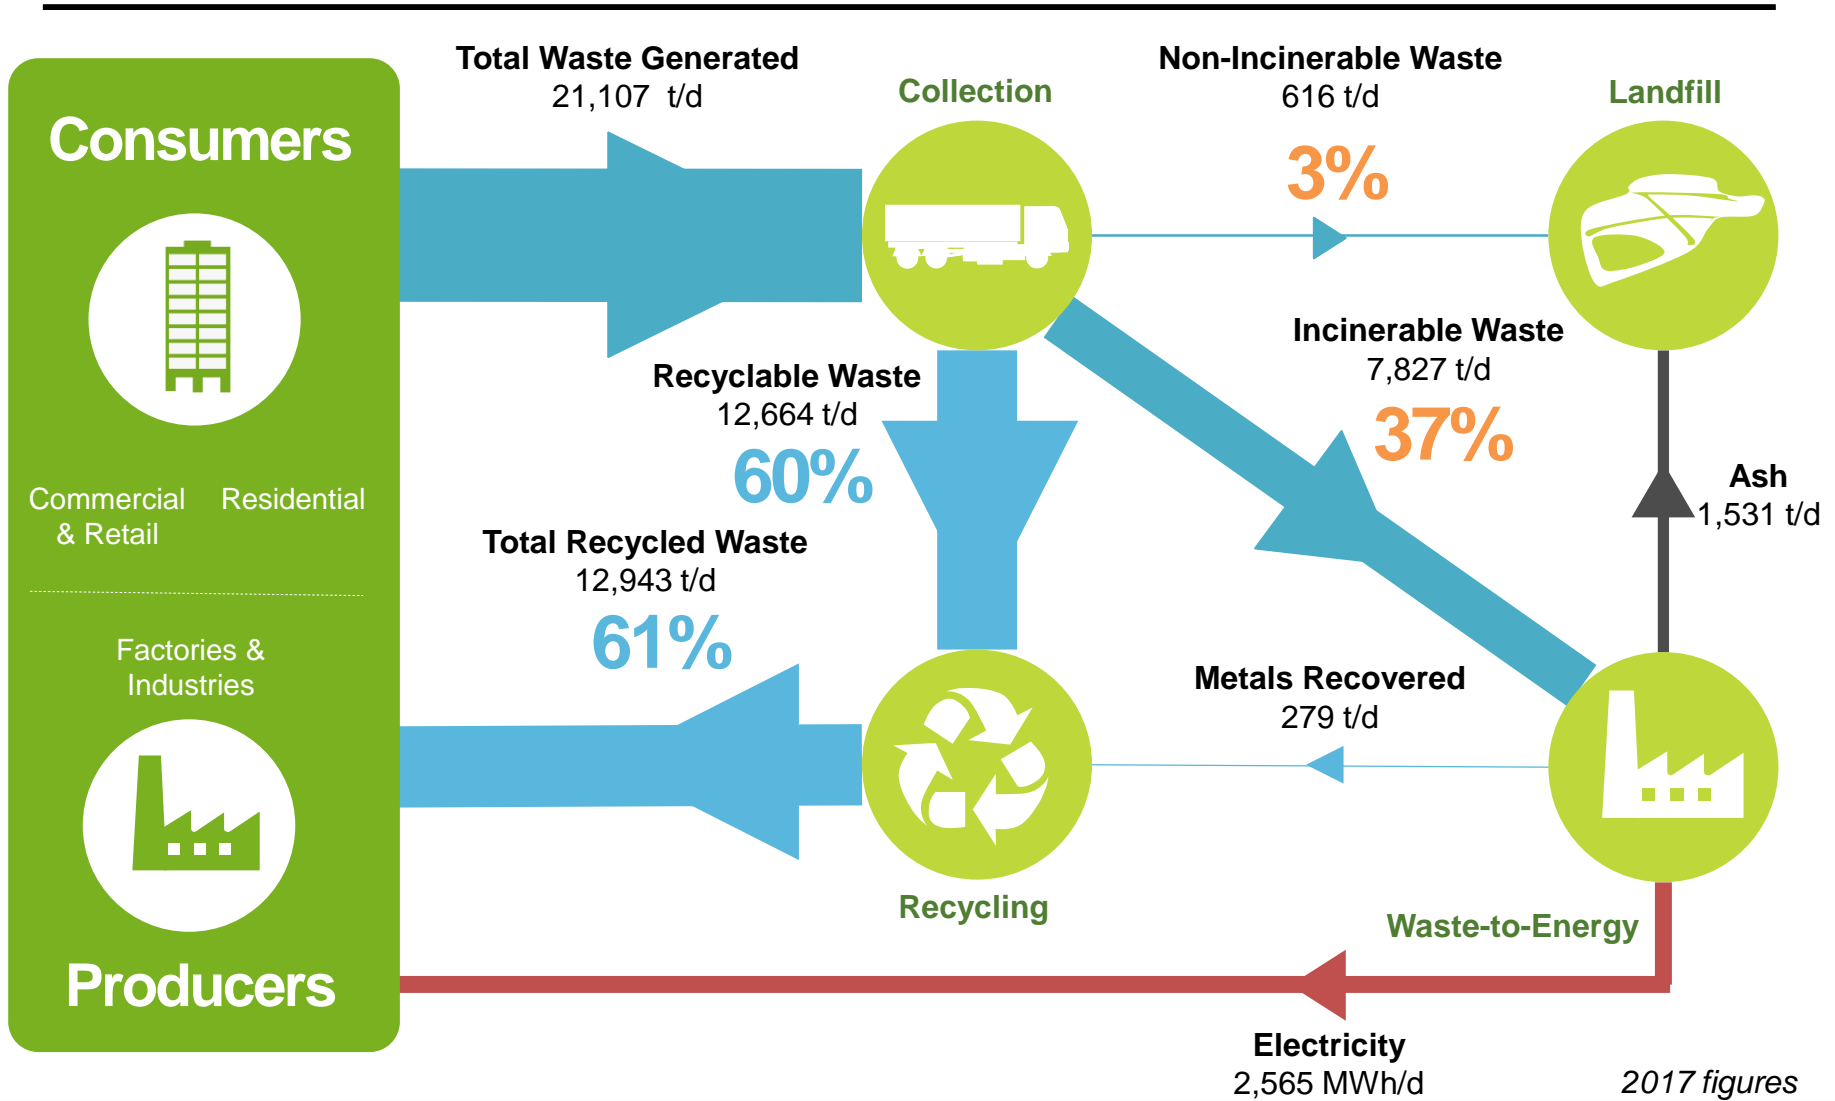 Total Waste Generated
21,107 t/d
Collection
Non-Incinerable Waste
616 t/d
3%
Landfill
Consumers
Commercial
& Retail
Residential
Factories &
Industries
Producers
Recyclable Waste
12,664 t/d
60%
Incinerable Waste
7,827 t/d
37%
Ash
1,531 t/d
Total Recycled Waste
12,943 t/d
61%
Metals Recovered
279 t/d
Recycling
Waste-to-Energy
Electricity
2,565 MWh/d
2017 figures